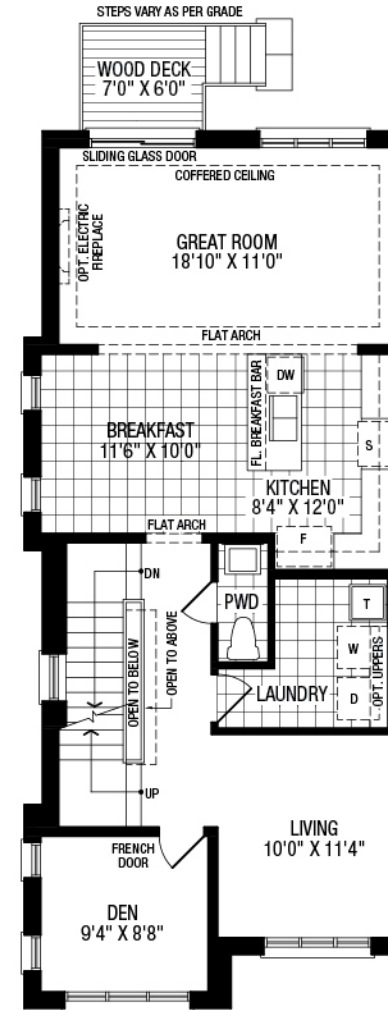 STEPS VARY AS PER GRADE
WOOD DECK
7'0" X 6'0"
SLIDING GLASS DOOR
COFFERED CEILING
OPT. ELECTRIC
FIREPLACE
GREAT ROOM
18'10" X 11'0"
FLAT ARCH
DW
FL. BREAKFAST BAR
BREAKFAST
11'6" X 10'0"
S
KITCHEN
8'4" X 12'0"
FLAT ARCH
F
DN
PWD
OPEN TO BELOW
OPEN TO ABOVE
T
W
LAUNDRY
D
OPT. UPPERS
UP
LIVING
10'0" X 11'4"
FRENCH
DOOR
DEN
9'4" X 8'8"